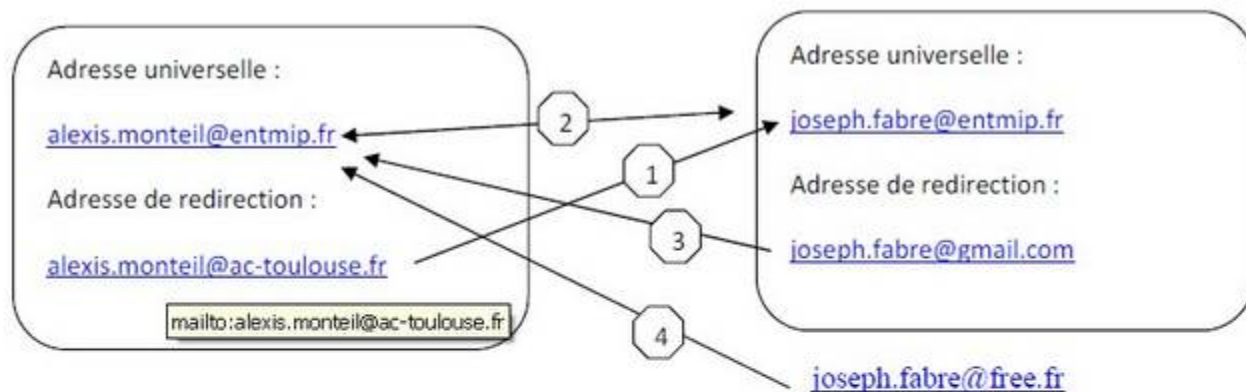 Adresse universelle :
alexis.monteil@entmip.fr
Adresse de redirection :
alexis.monteil@ac-toulouse.fr
mailto:alexis.monteil@ac-toulouse.fr
2
1
3
4
Adresse universelle :
joseph.fabre@entmip.fr
Adresse de redirection :
joseph.fabre@gmail.com
joseph.fabre@free.fr